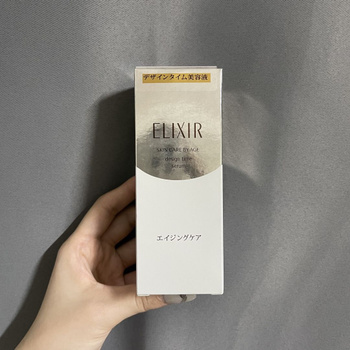 デザインタイム美容液
ELIXIR
SKIN CARE BY AGE
design time
serum
エイジングケア